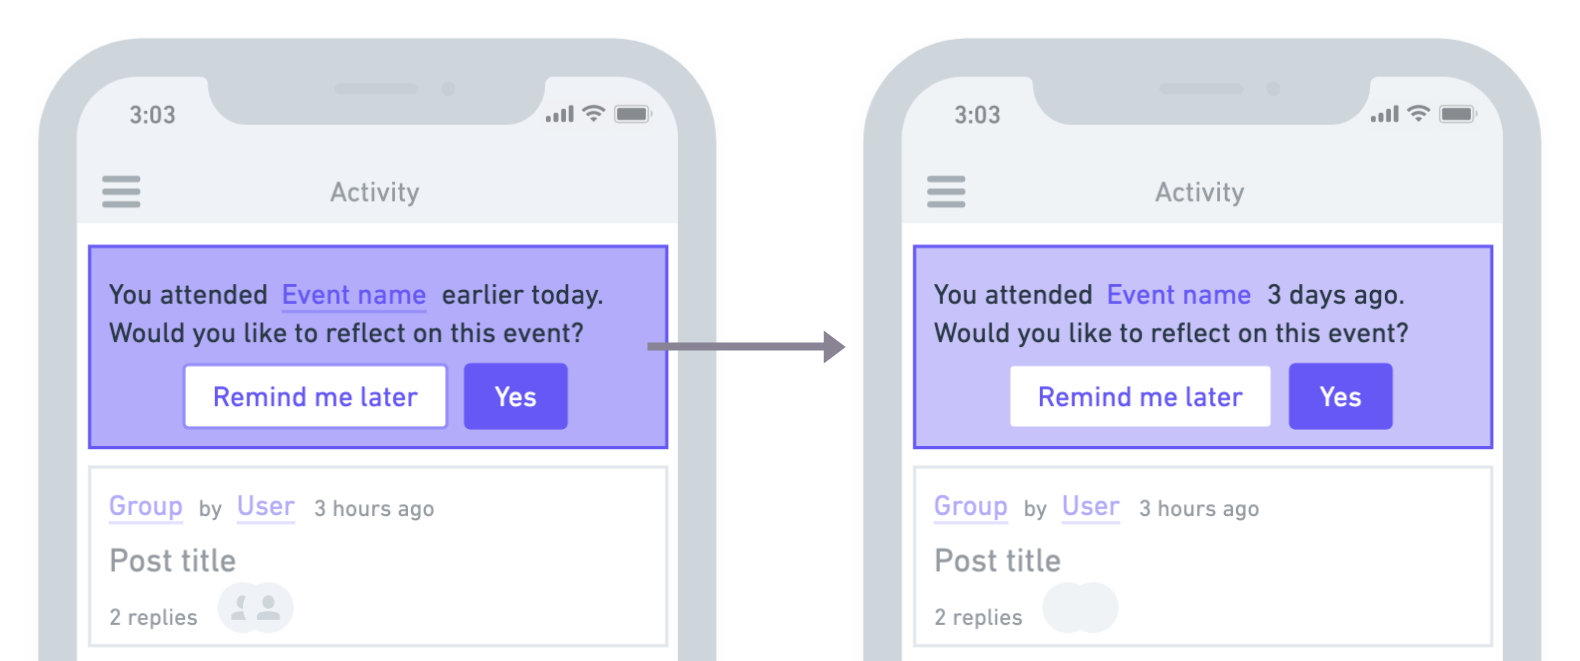 3:03
Activity
You attended Event name earlier today.
Would you like to reflect on this event?
Remind me later
Yes
Group by User 3 hours ago
Post title
2 replies
3:03
Activity
You attended Event name 3 days ago.
Would you like to reflect on this event?
Remind me later
Yes
Group by User 3 hours ago
Post title
2 replies